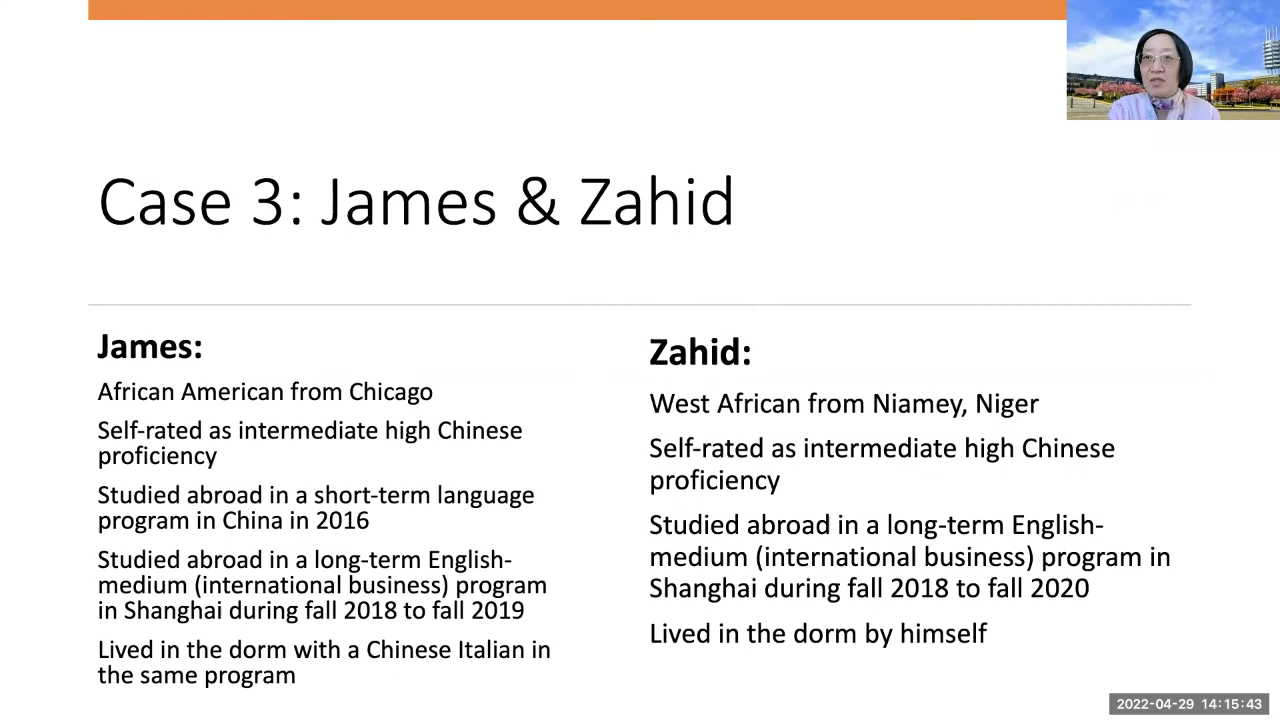 Case 3: James & Zahid
James:
African American from Chicago
Self-rated as intermediate high Chinese
proficiency
Studied abroad in a short-term language
program in China in 2016
Studied abroad in a long-term English-
medium (international business) program
in Shanghai during fall 2018 to fall 2019
Lived in the dorm with a Chinese Italian in
the same program
Zahid:
West African from Niamey, Niger
Self-rated as intermediate high Chinese
proficiency
Studied abroad in a long-term English-
medium (international business) program in
Shanghai during fall 2018 to fall 2020
Lived in the dorm by himself
2022-04-29 14:15:43